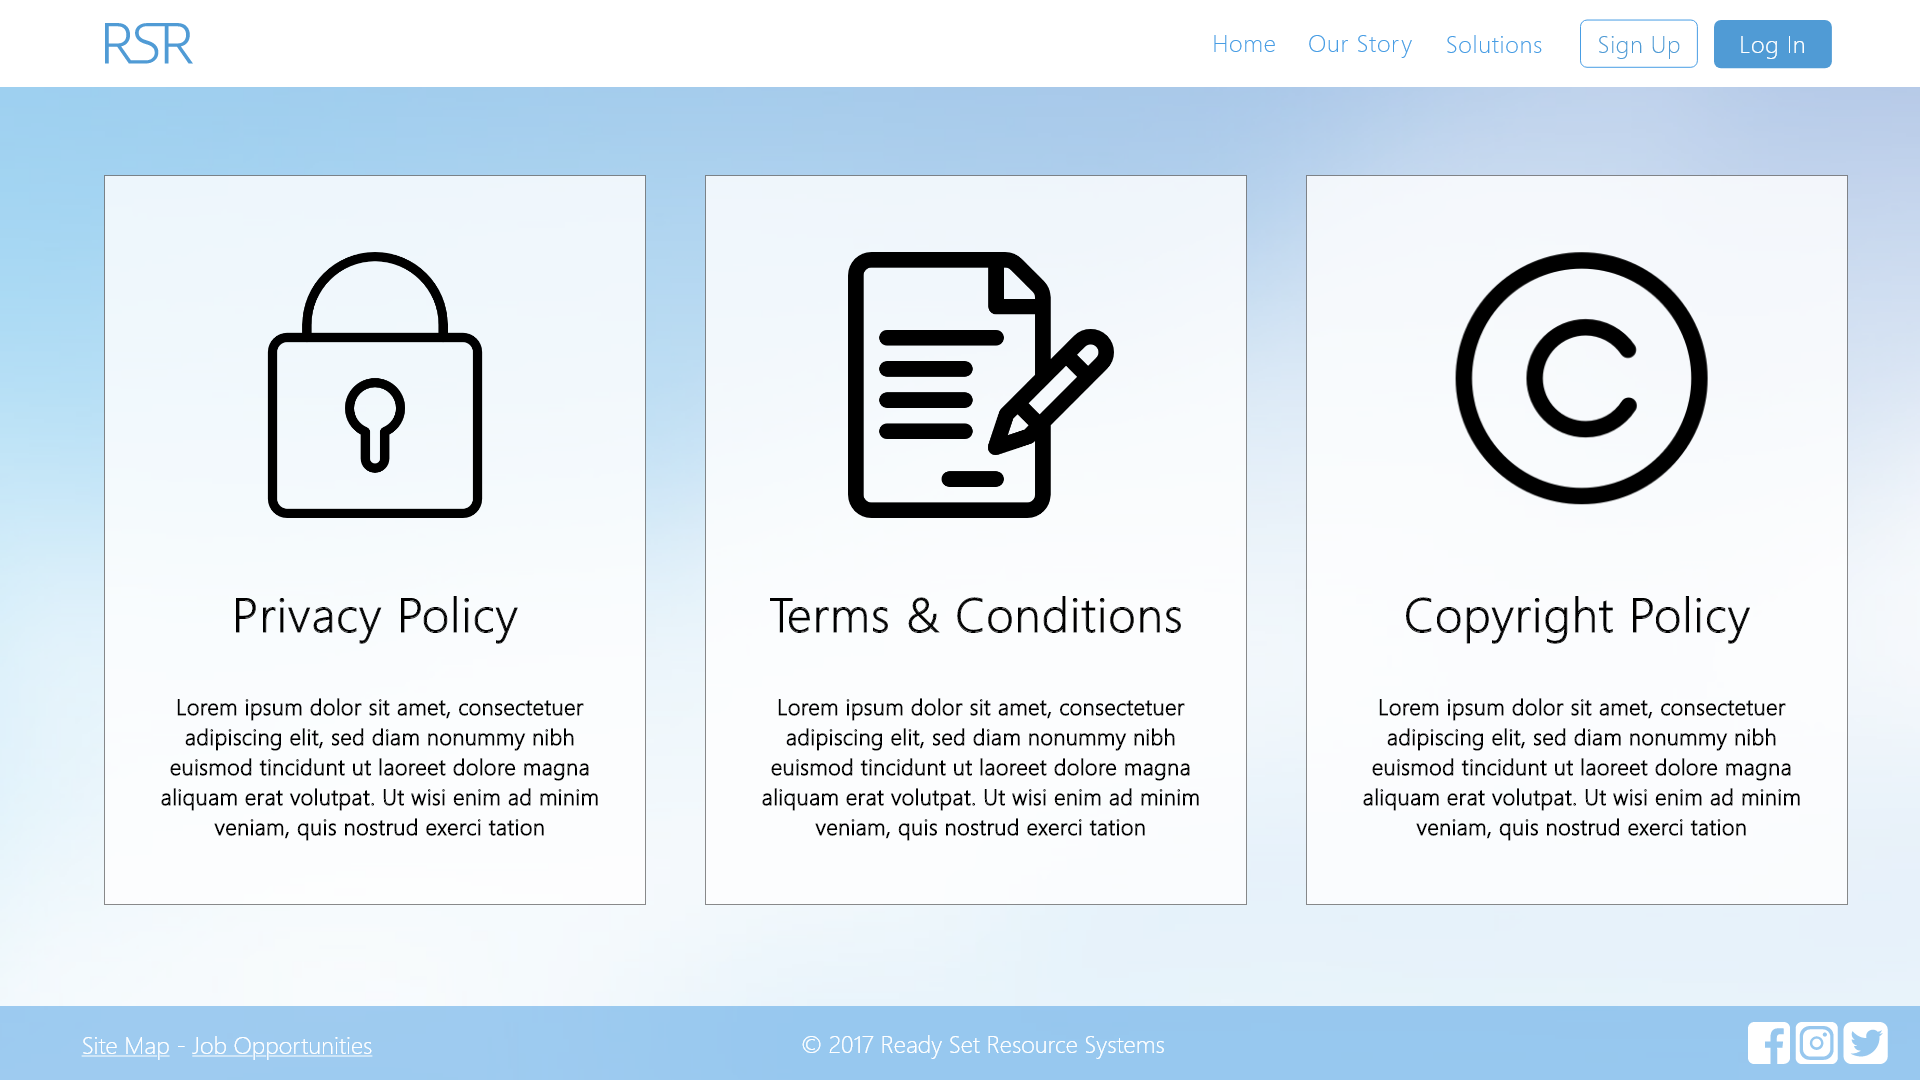 RSR
Home
Our Story
Solutions
Sign Up
Log In
Privacy Policy
Lorem ipsum dolor sit amet, consectetuer
adipiscing elit, sed diam nonummy nibh
euismod tincidunt ut laoreet dolore magna
aliquam erat volutpat. Ut wisi enim ad minim
veniam, quis nostrud exerci tation
Terms & Conditions
Lorem ipsum dolor sit amet, consectetuer
adipiscing elit, sed diam nonummy nibh
euismod tincidunt ut laoreet dolore magna
aliquam erat volutpat. Ut wisi enim ad minim
veniam, quis nostrud exerci tation
Copyright Policy
Lorem ipsum dolor sit amet, consectetuer
adipiscing elit, sed diam nonummy nibh
euismod tincidunt ut laoreet dolore magna
aliquam erat volutpat. Ut wisi enim ad minim
veniam, quis nostrud exerci tation
Site Map - Job Opportunities
© 2017 Ready Set Resource Systems